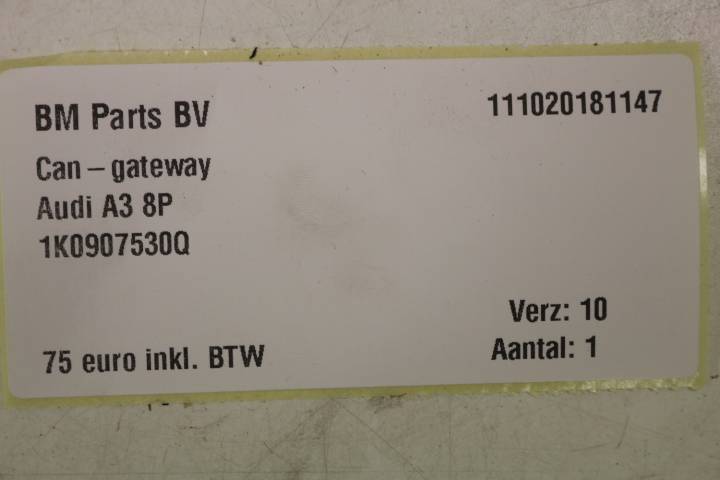 BM Parts BV
111020181147
Can – gateway
Audi A3 8P
1K0907530Q
Verz: 10
75 euro inkl. BTW
Aantal: 1